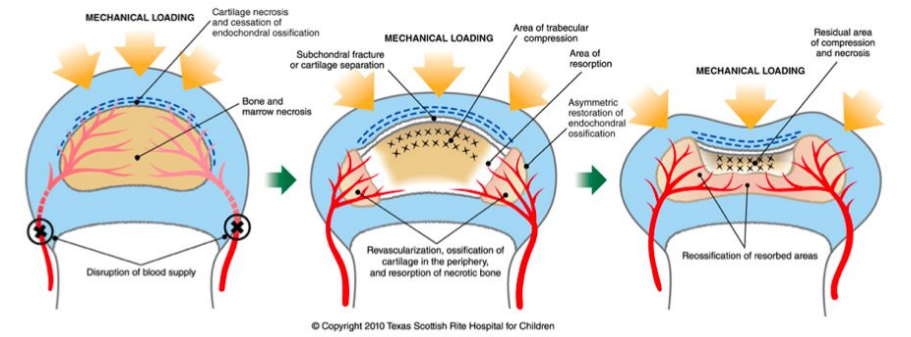 MECHANICAL LOADING
Cartilage necrosis
and cessation of
endochondral ossification
Bone and
marrow necrosis
Disruption of blood supply
MECHANICAL LOADING
Subchondral fracture
or cartilage separation
Area of trabecular
compression
Area of
resorption
Asymmetric
restoration of
endochondral
ossification
Revascularization, ossification of
cartilage in the periphery,
and resorption of necrotic bone
MECHANICAL LOADING
Residual area
of compression
and necrosis
Reossification of resorbed areas
© Copyright 2010 Texas Scottish Rite Hospital for Children